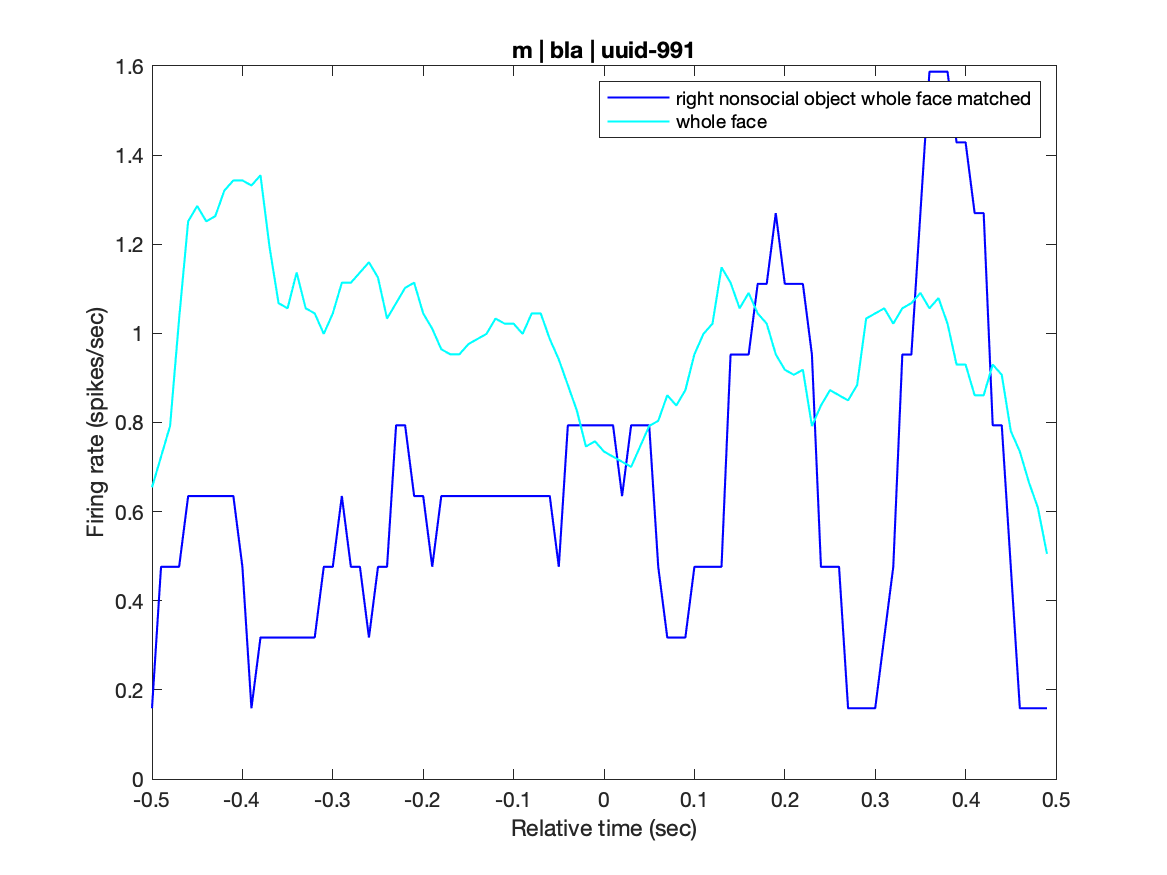 m | bla | uuid-991
right nonsocial object whole face matched
whole face
Firing rate (spikes/sec)
1.6
1.4
1.2
1
0.8
0.6
0.4
0.2
0
-0.5 -0.4 -0.3 -0.2 -0.1 0 0.1 0.2 0.3 0.4 0.5
Relative time (sec)